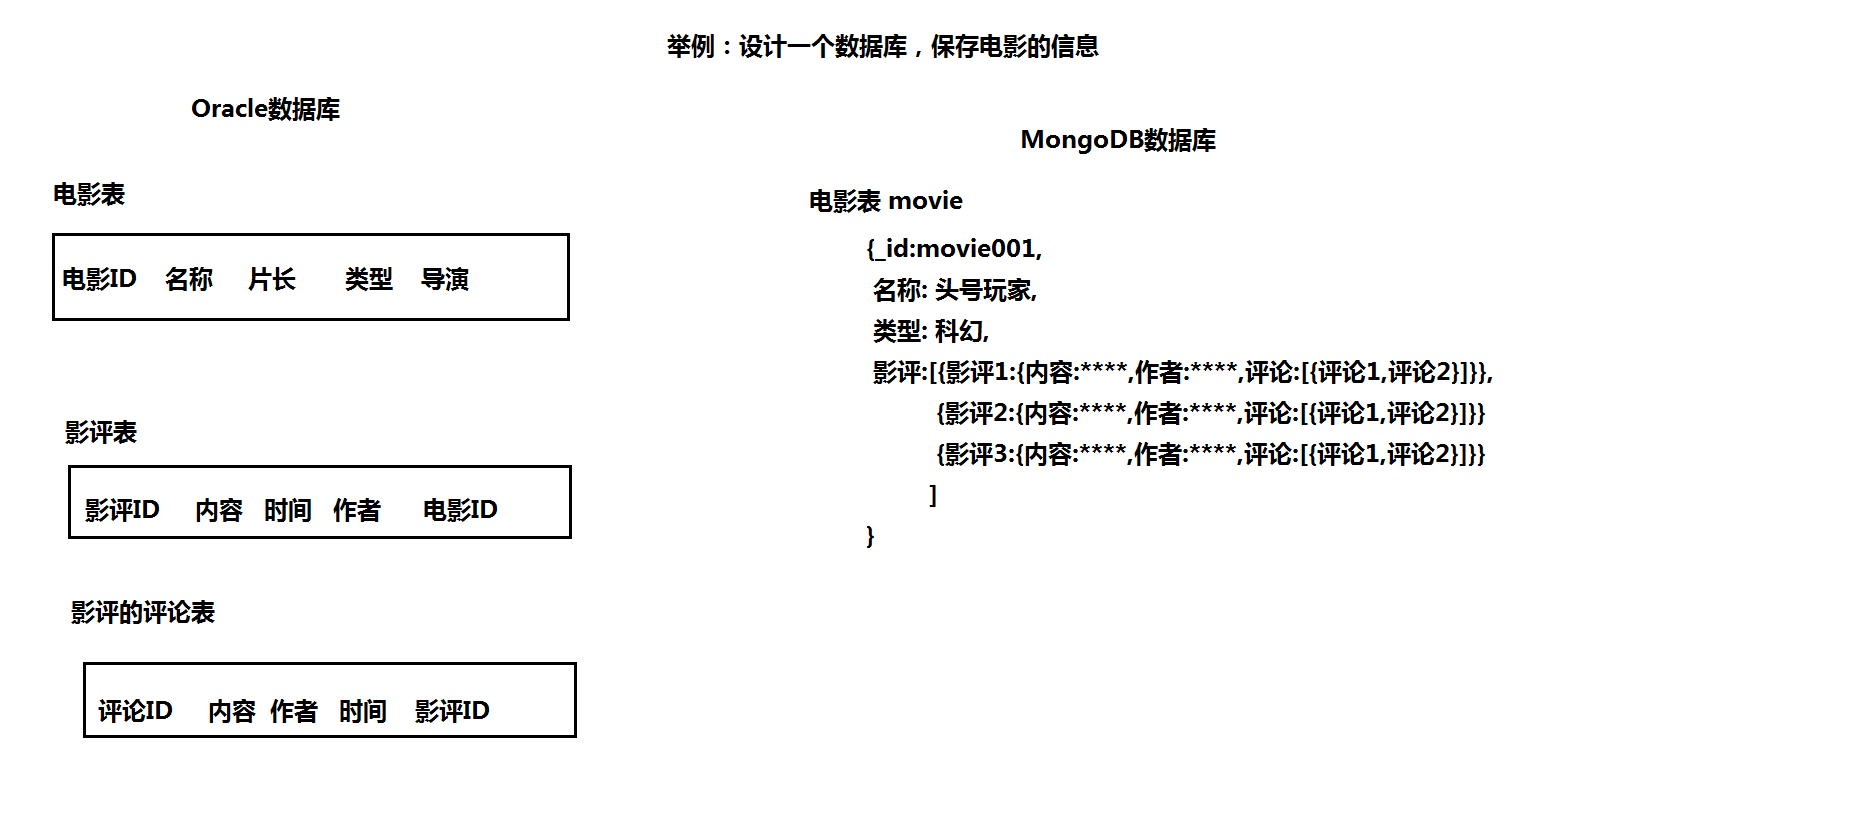 举例：设计一个数据库，保存电影的信息
Oracle数据库
电影表
电影ID 名称 片长 类型 导演
影评表
影评ID 内容 时间 作者 电影ID
影评的评论表
评论ID 内容 作者 时间 影评ID
MongoDB数据库
电影表 movie
{_id:movie001,
名称: 头号玩家,
类型: 科幻,
影评:[{影评1:{内容:****,作者:****,评论:[{评论1,评论2}]}},
{影评2:{内容:****,作者:****,评论:[{评论1,评论2}]}}
{影评3:{内容:****,作者:****,评论:[{评论1,评论2}]}}
]
}